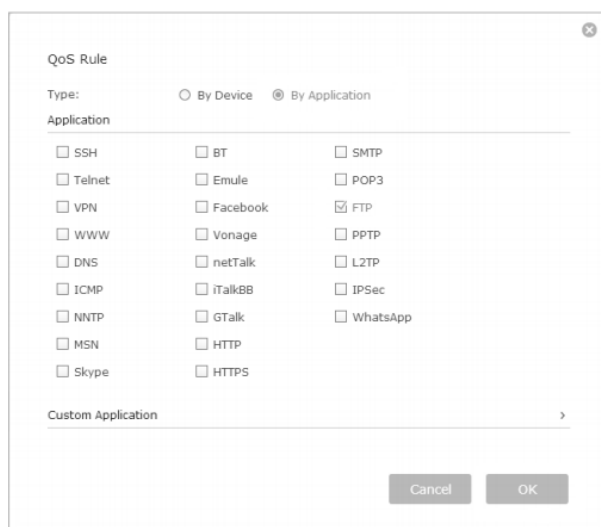 QoS Rule
Type: By Device By Application
Application
SSH BT SMTP
Telnet Emule POP3
VPN Facebook FTP
WWW Vonage PPTP
DNS netTalk L2TP
ICMP iTalkBB IPSec
NNTP GTalk WhatsApp
MSN HTTP
Skype HTTPS
Custom Application >
Cancel OK